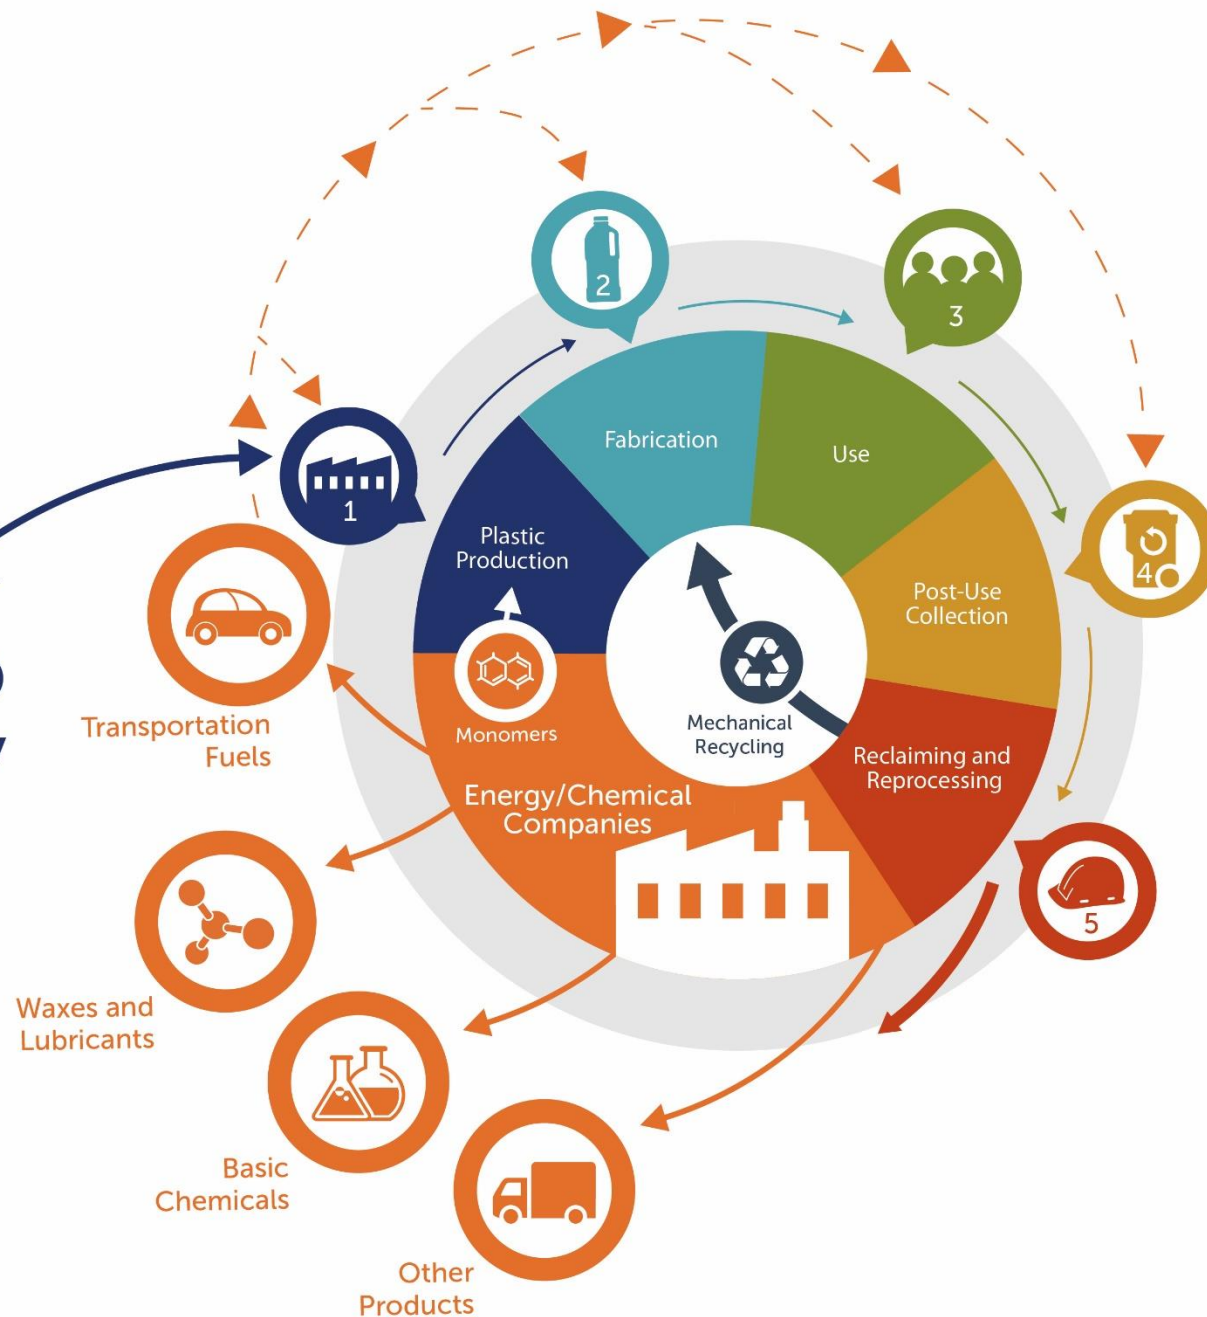 2
3
1
4
5
Fabrication
Use
Plastic
Production
Post-Use
Collection
Monomers
Mechanical
Recycling
Reclaiming and
Reprocessing
Energy/Chemical
Companies
Transportation
Fuels
Waxes and
Lubricants
Basic
Chemicals
Other
Products